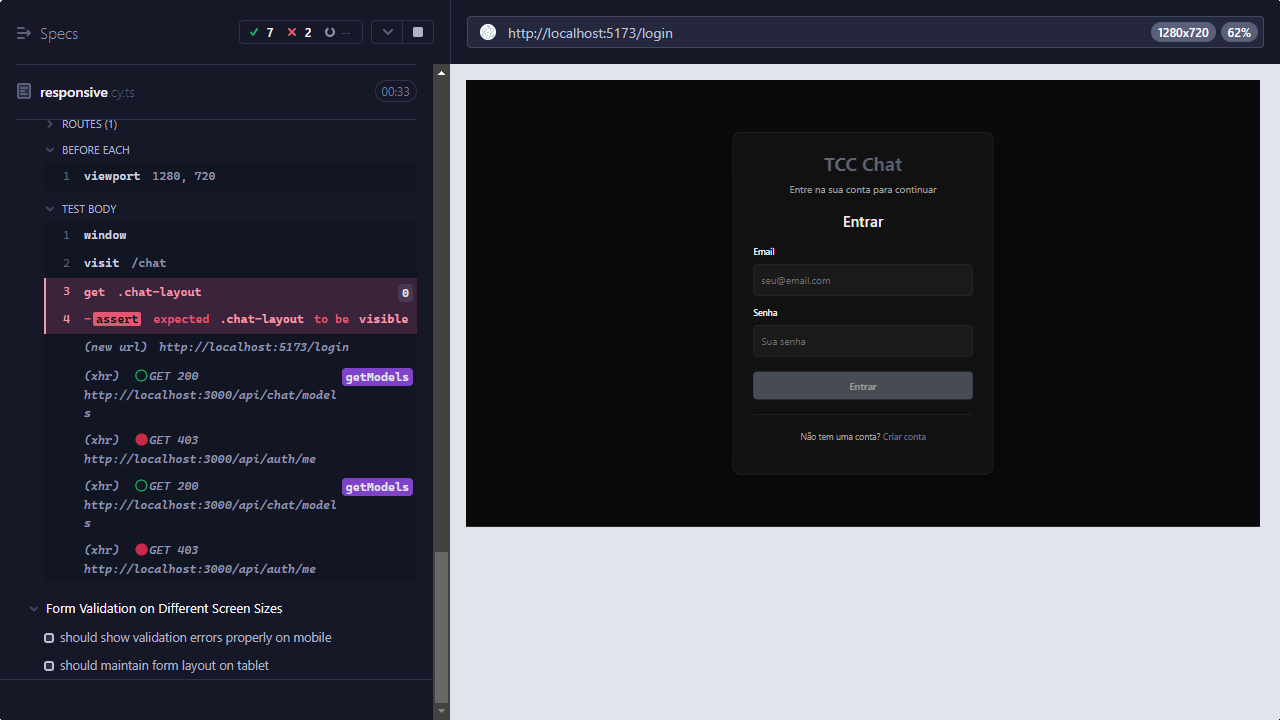 Specs
7
2
--
responsive.cy.ts
00:33
ROUTES (1)
BEFORE EACH
1 viewport 1280, 720
TEST BODY
1 window
2 visit /chat
3 get .chat-layout 0
4 -assert expected .chat-layout to be visible
(new url) http://localhost:5173/login
(xhr) GET 200 getModels
http://localhost:3000/api/chat/model
s
(xhr) GET 403
http://localhost:3000/api/auth/me
(xhr) GET 200 getModels
http://localhost:3000/api/chat/model
s
(xhr) GET 403
http://localhost:3000/api/auth/me
Form Validation on Different Screen Sizes
should show validation errors properly on mobile
should maintain form layout on tablet
http://localhost:5173/login
1280x720
62%
TCC Chat
Entre na sua conta para continuar
Entrar
Email
seu@email.com
Senha
Sua senha
Entrar
Não tem uma conta? Criar conta